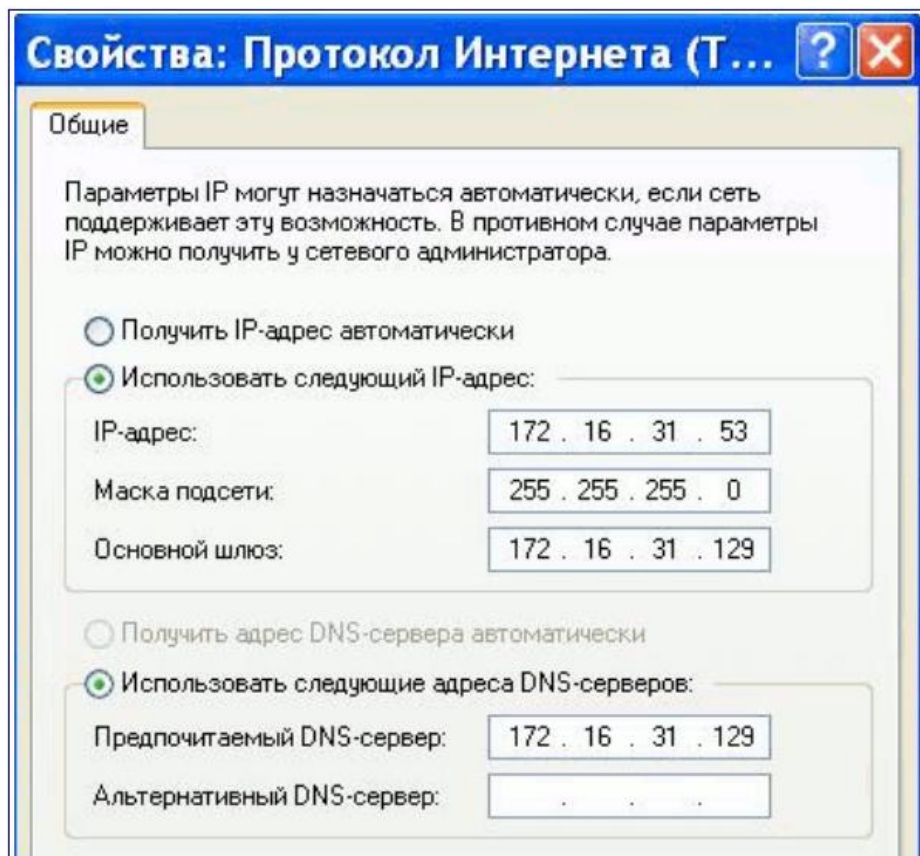 Свойства: Протокол Интернета (Т...
Общие
Параметры IP могут назначаться автоматически, если сеть
поддерживает эту возможность. В противном случае параметры
IP можно получить у сетевого администратора.
Получить IP-адрес автоматически
Использовать следующий IP-адрес:
IP-адрес: 172 . 16 . 31 . 53
Маска подсети: 255 . 255 . 255 . 0
Основной шлюз: 172 . 16 . 31 . 129
Получить адрес DNS-сервера автоматически
Использовать следующие адреса DNS-серверов:
Предпочитаемый DNS-сервер: 172 . 16 . 31 . 129
Альтернативный DNS-сервер: . . .